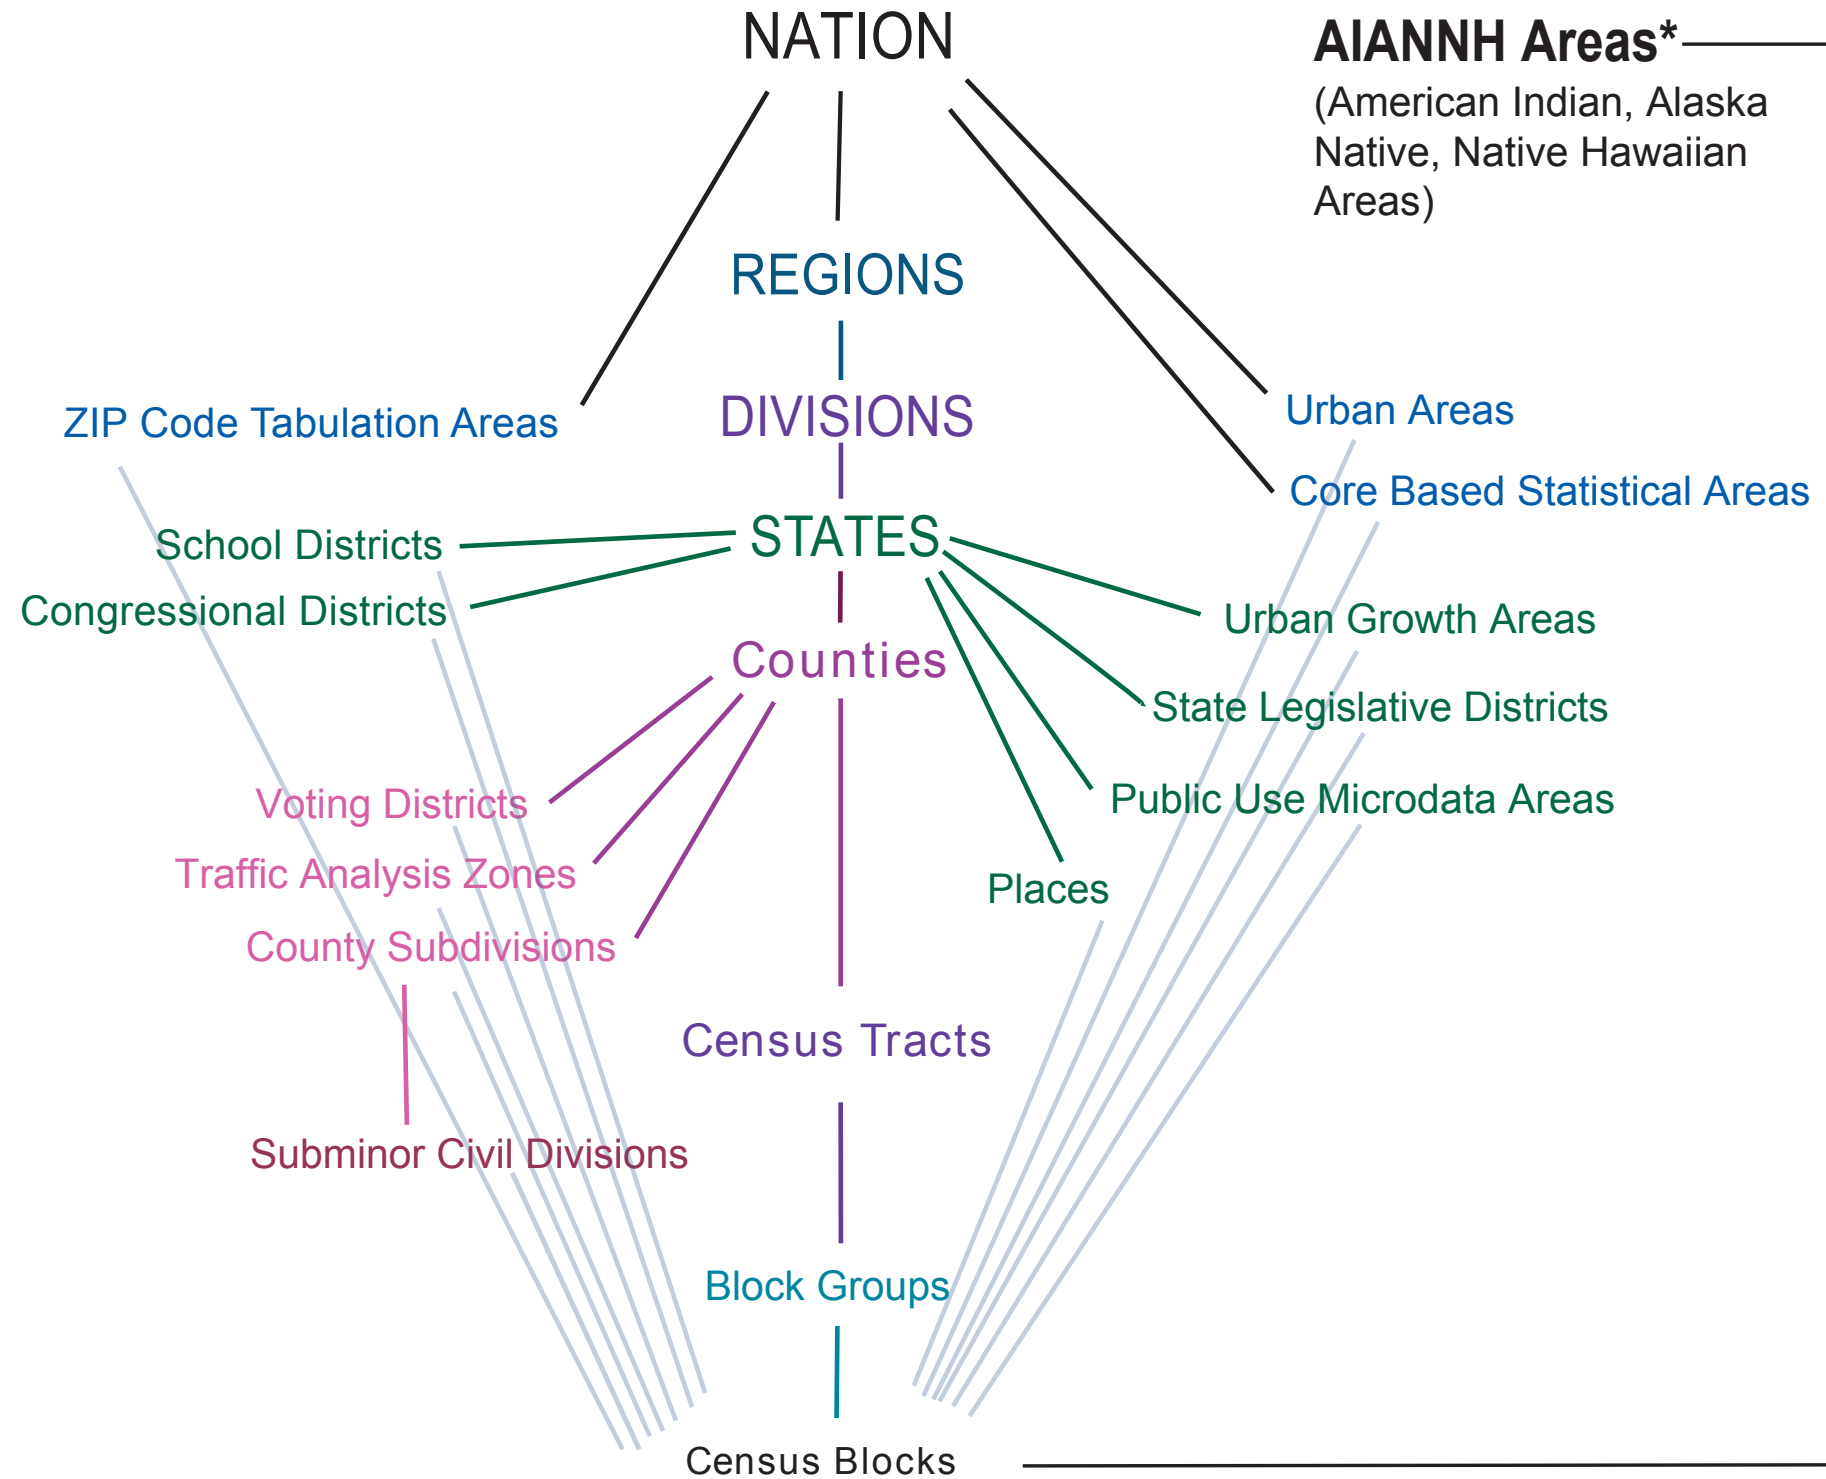 NATION
AIANNH Areas*
(American Indian, Alaska
Native, Native Hawaiian
Areas)
REGIONS
ZIP Code Tabulation Areas
DIVISIONS
Urban Areas
Core Based Statistical Areas
School Districts
STATES
Congressional Districts
Urban Growth Areas
Counties
State Legislative Districts
Voting Districts
Public Use Microdata Areas
Traffic Analysis Zones
Places
County Subdivisions
Census Tracts
Subminor Civil Divisions
Block Groups
Census Blocks